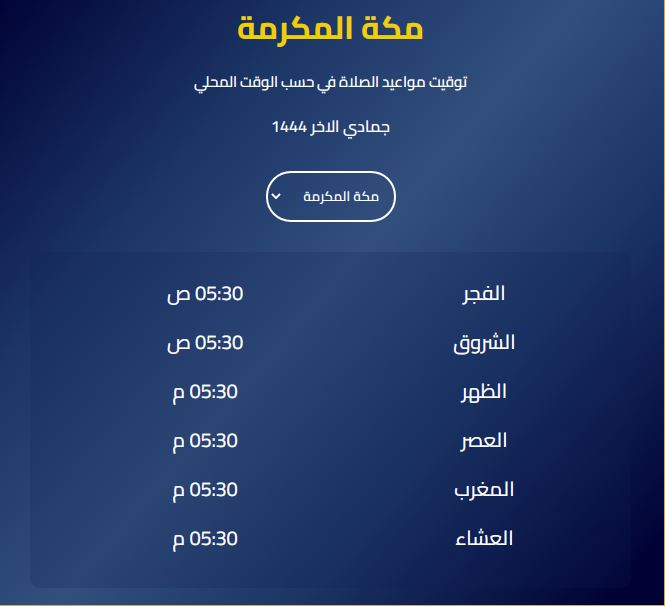 مكة المكرمة
توقيت مواعيد الصلاة في حسب الوقت المحلي
جمادي الاخر 1444
مكة المكرمة
الفجر 05:30 ص
الشروق 05:30 ص
الظهر 05:30 م
العصر 05:30 م
المغرب 05:30 م
العشاء 05:30 م